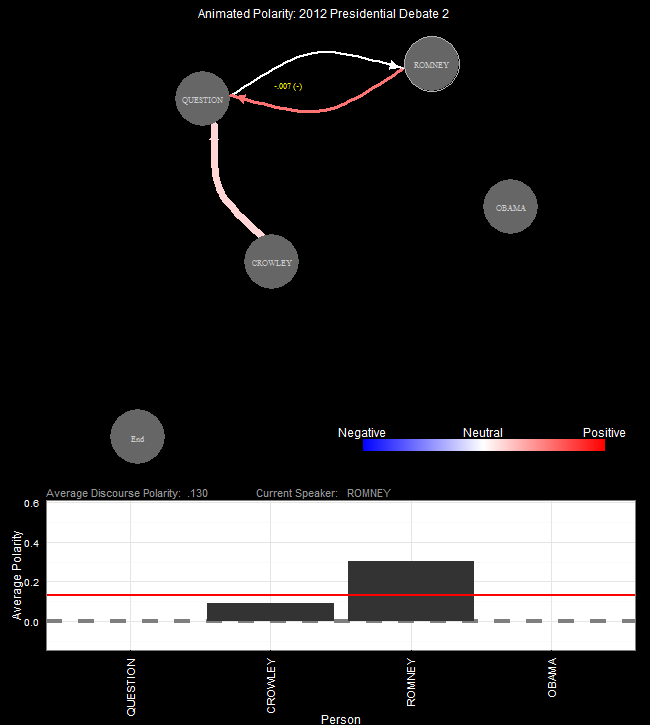 Animated Polarity: 2012 Presidential Debate 2
ROMNEY
-.007 (-)
QUESTION
OBAMA
CROWLEY
End
Negative Neutral Positive
Average Discourse Polarity: .130 Current Speaker: ROMNEY
0.6
0.4
0.2
0.0
Average Polarity
QUESTION
CROWLEY
ROMNEY
OBAMA
Person